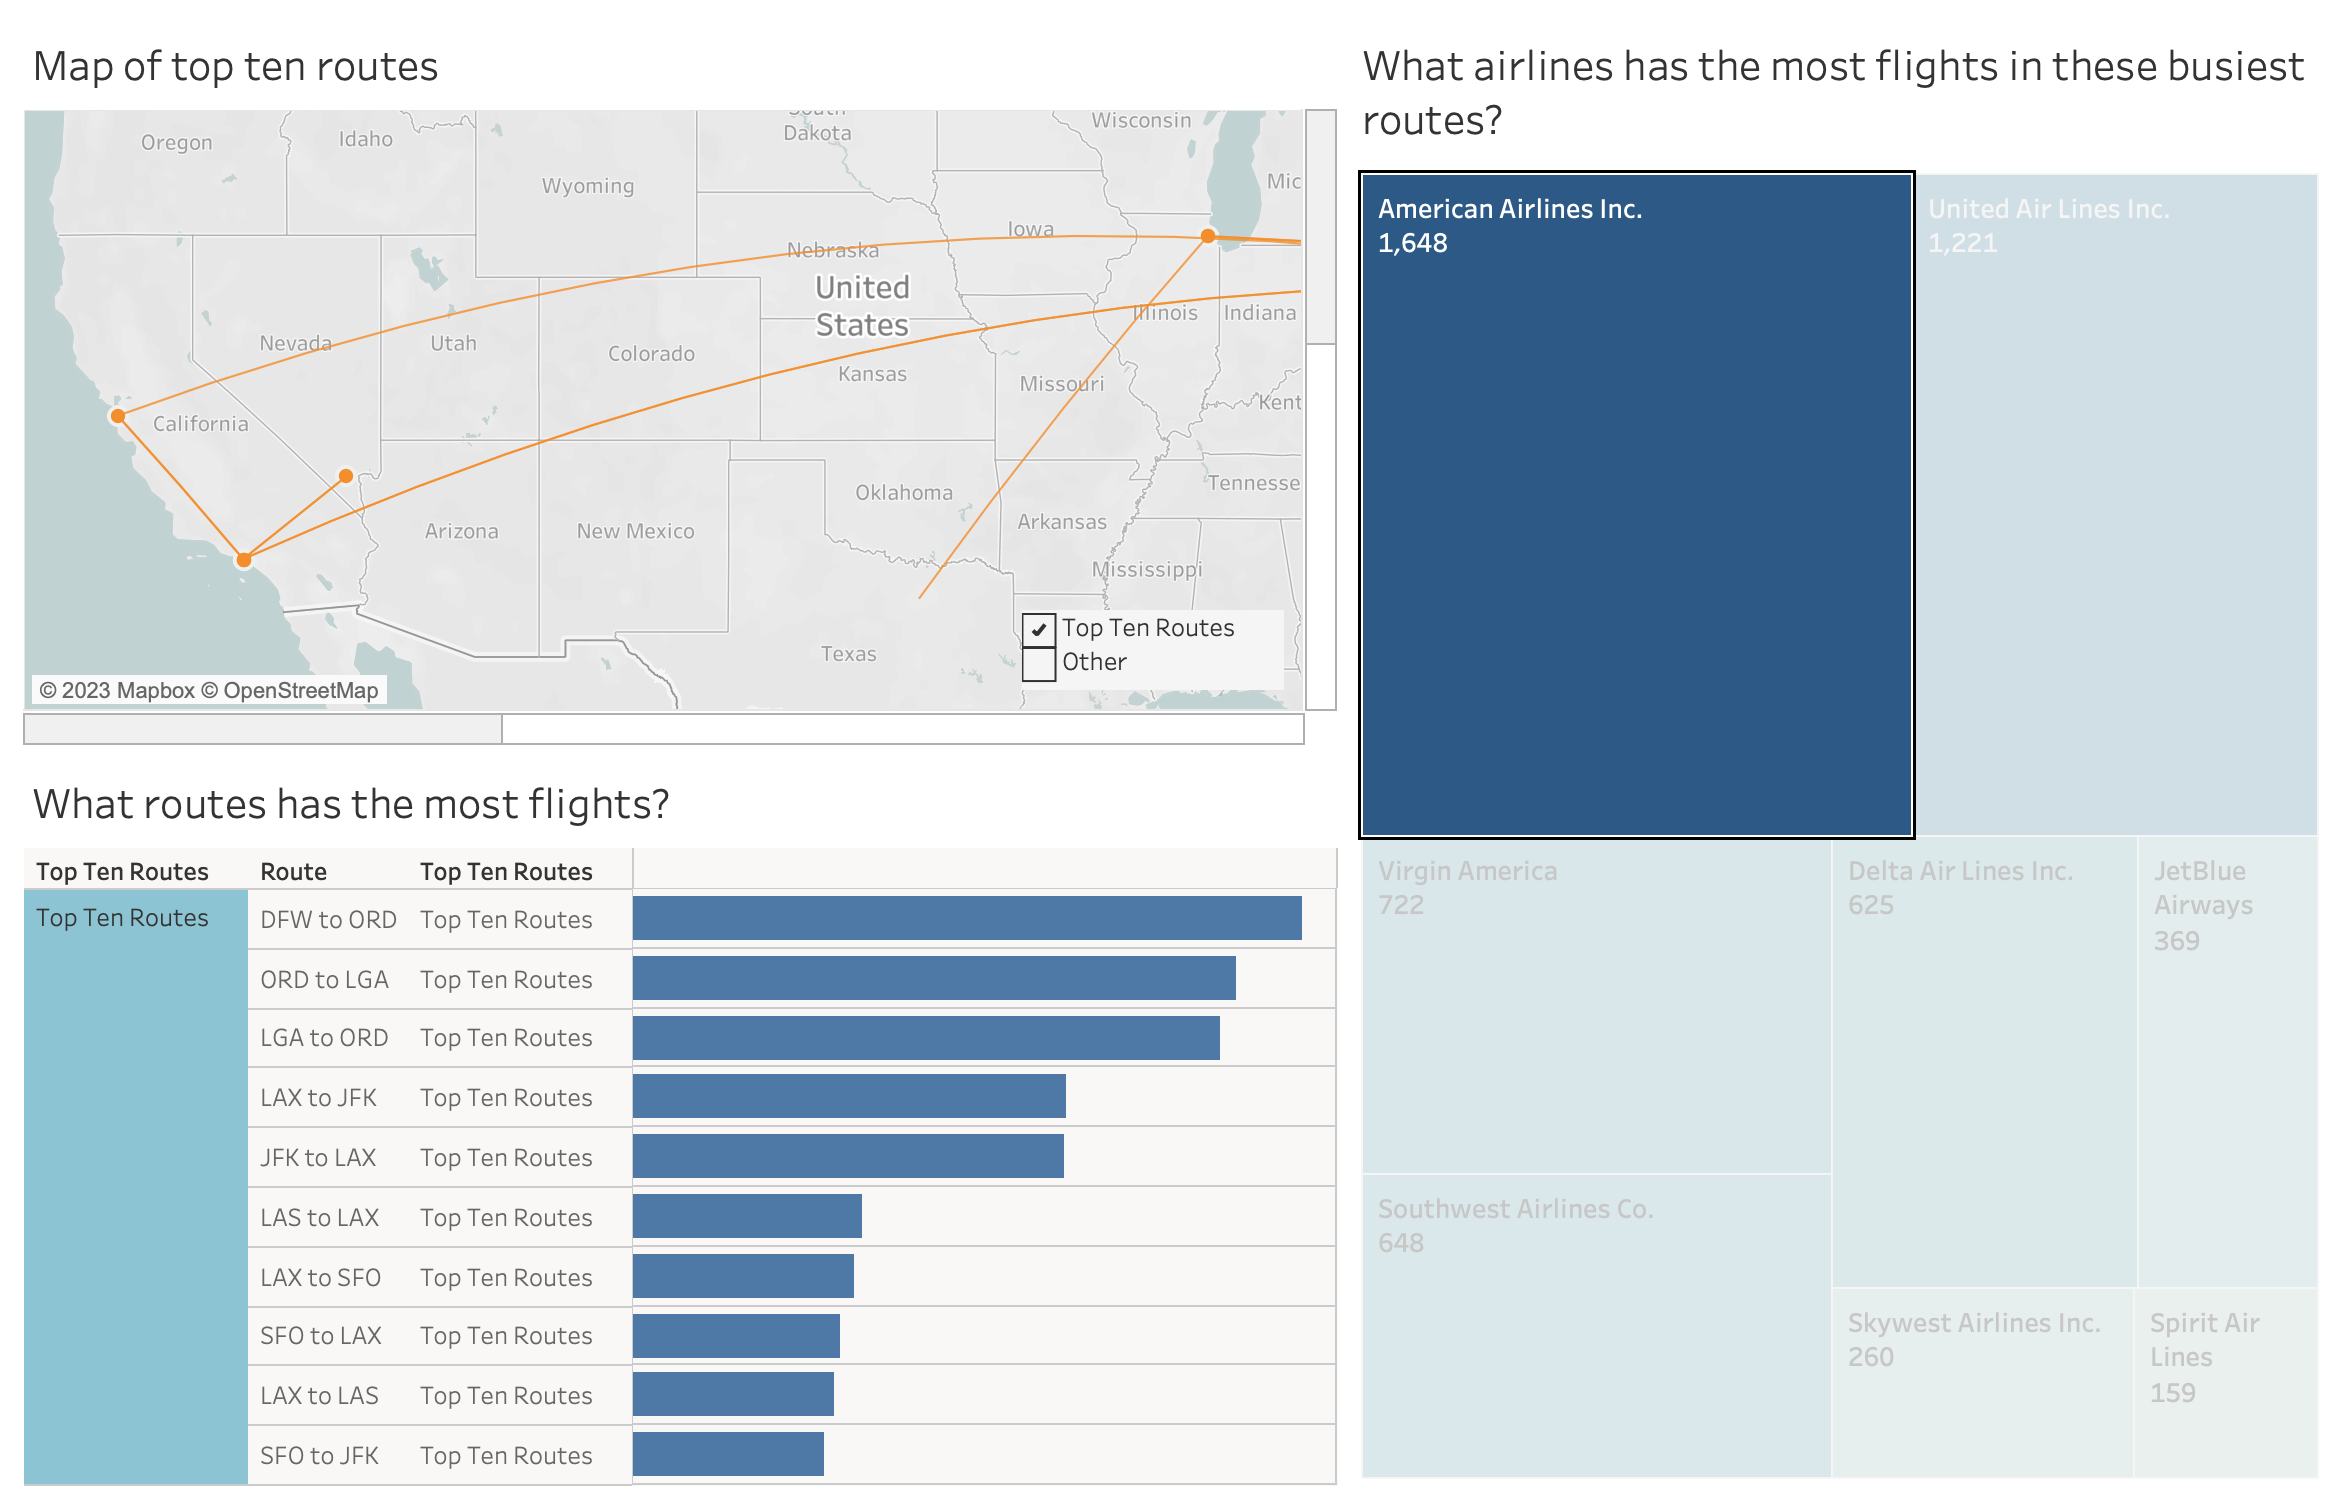 Map of top ten routes
Oregon
Idaho
South
Dakota
Wisconsin
Mic
Wyoming
Iowa
Nebraska
United
States
Illinois
Indiana
Nevada
Utah
Colorado
Kansas
Missouri
Kent
California
Tennesse
Oklahoma
Arizona
New Mexico
Arkansas
Mississippi
Texas
Top Ten Routes
Other
© 2023 Mapbox © OpenStreetMap
What routes has the most flights?
Top Ten Routes Route Top Ten Routes
Top Ten Routes DFW to ORD Top Ten Routes
ORD to LGA Top Ten Routes
LGA to ORD Top Ten Routes
LAX to JFK Top Ten Routes
JFK to LAX Top Ten Routes
LAS to LAX Top Ten Routes
LAX to SFO Top Ten Routes
SFO to LAX Top Ten Routes
LAX to LAS Top Ten Routes
SFO to JFK Top Ten Routes
What airlines has the most flights in these busiest
routes?
American Airlines Inc.
1,648
United Air Lines Inc.
1,221
Virgin America
722
Delta Air Lines Inc.
625
JetBlue
Airways
369
Southwest Airlines Co.
648
Skywest Airlines Inc.
260
Spirit Air
Lines
159